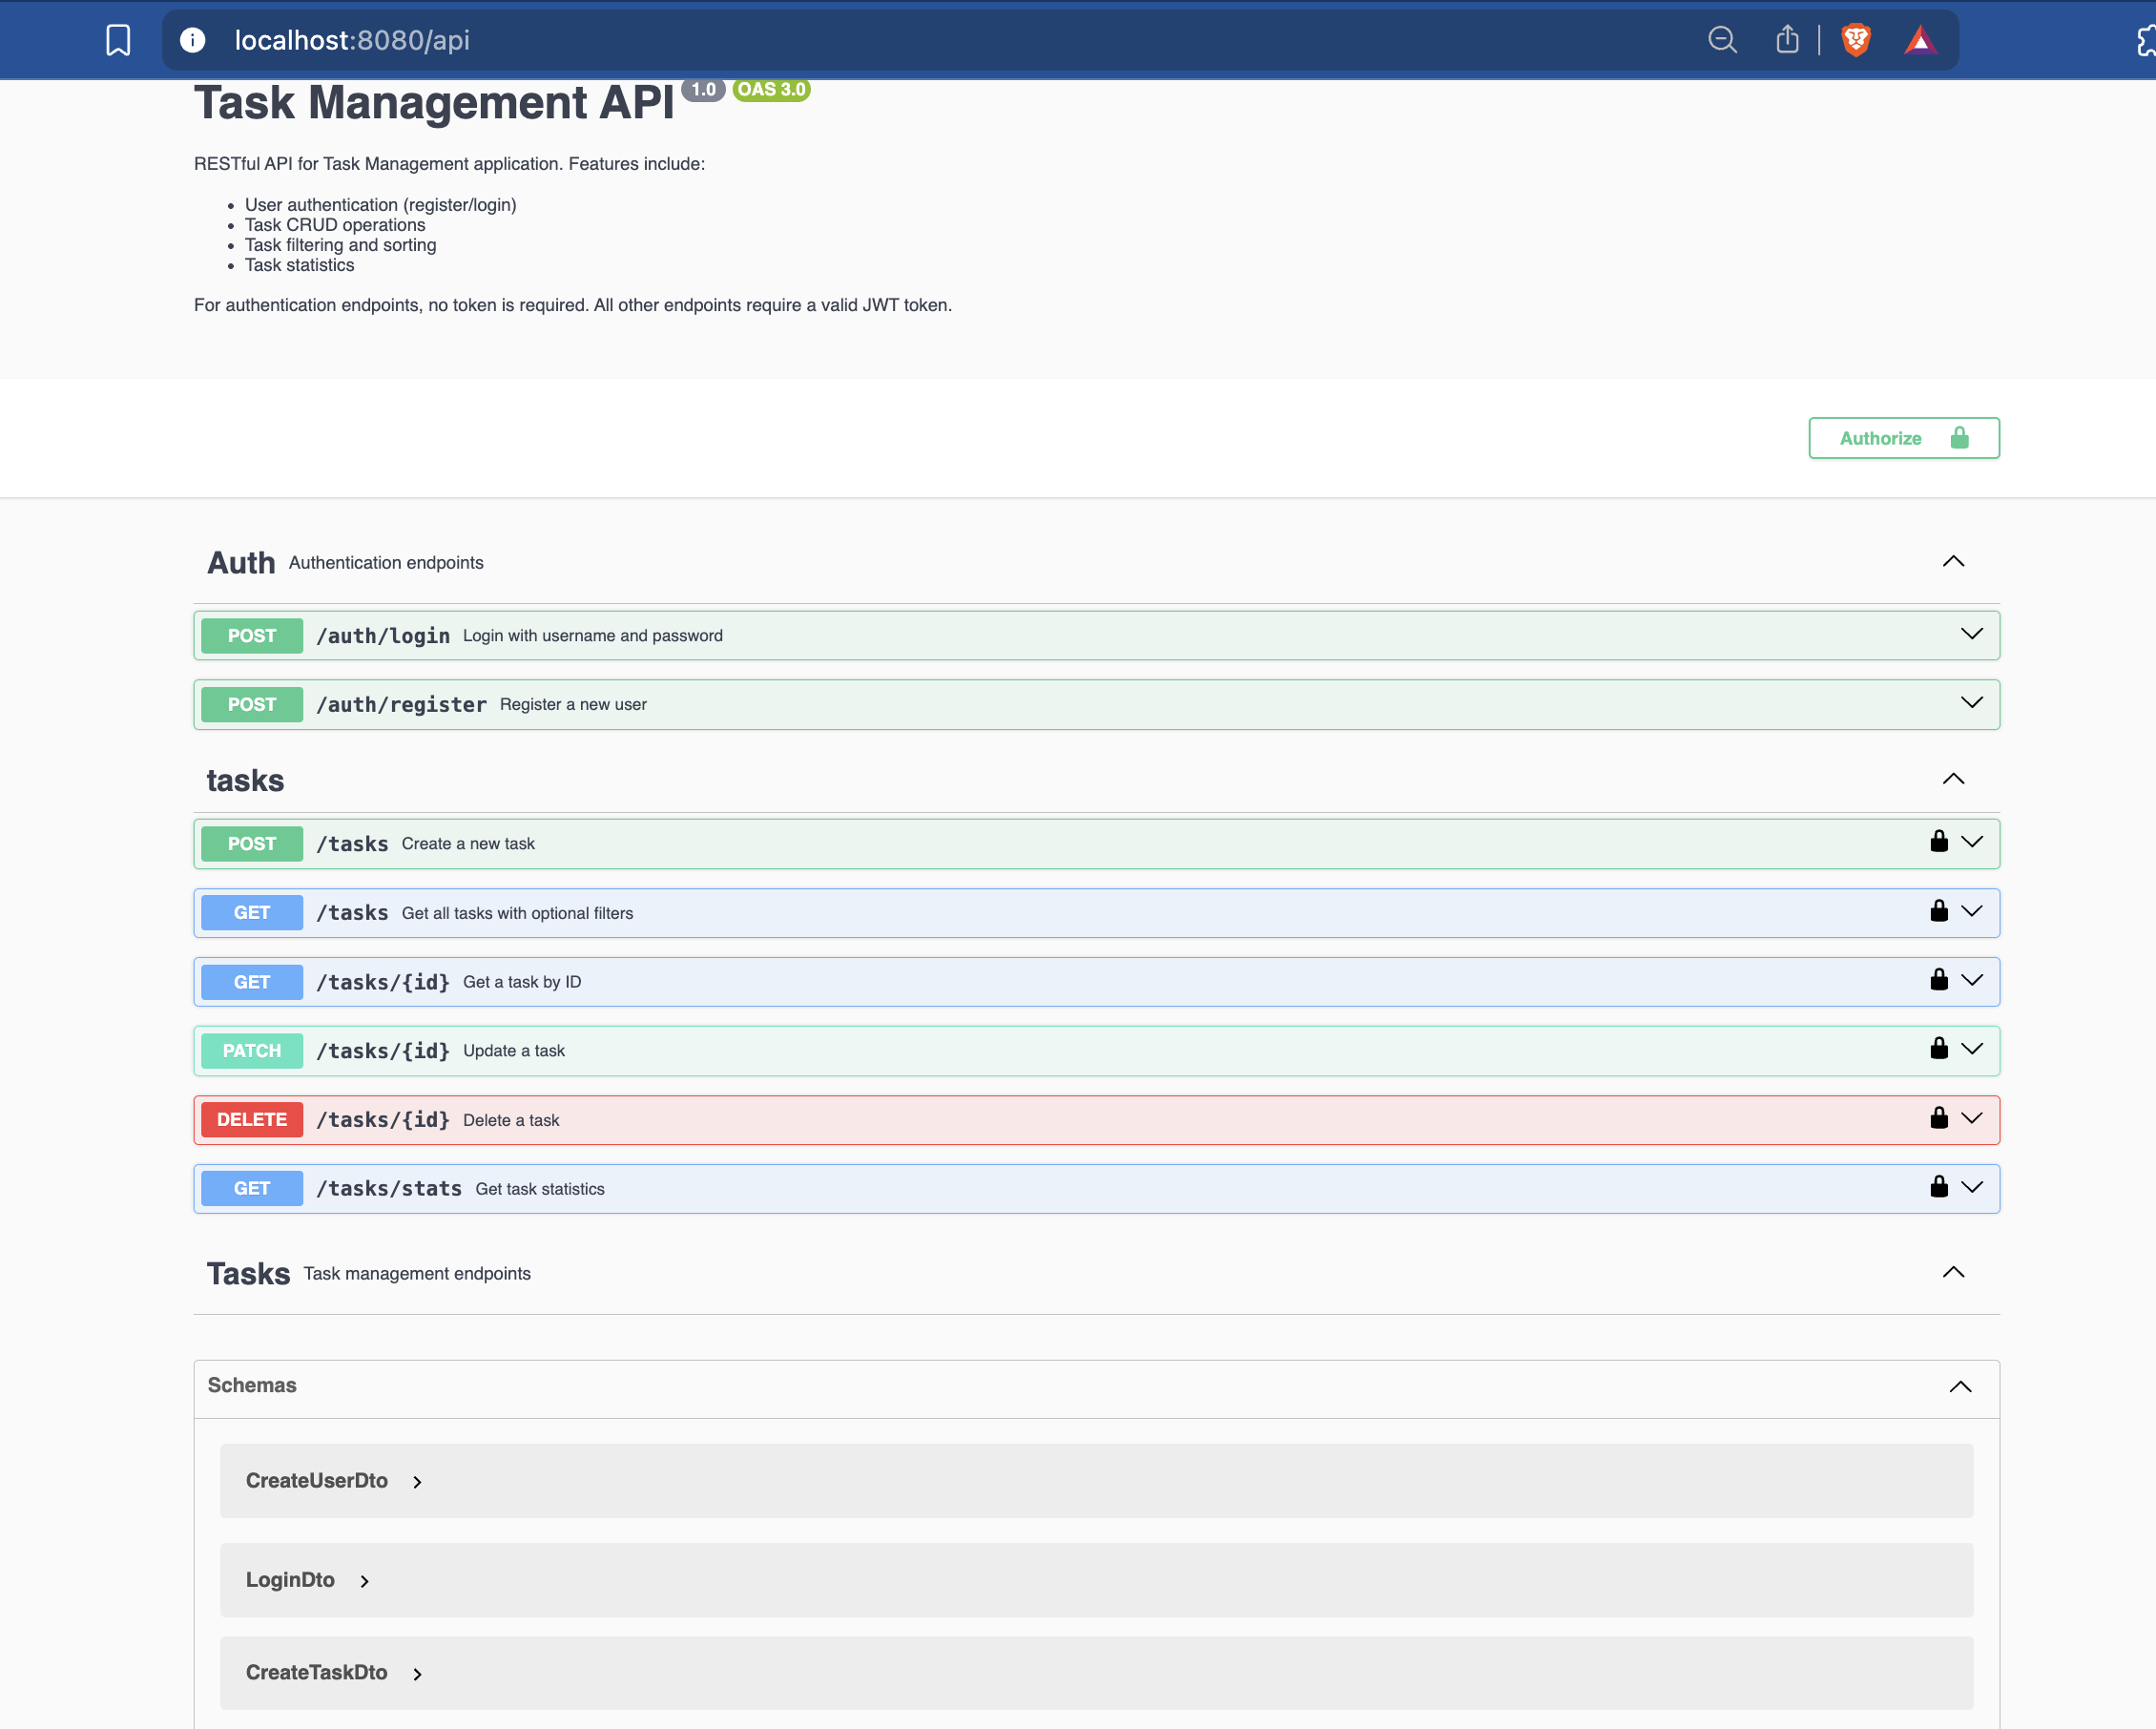 localhost:8080/api
Task Management API 1.0 OAS 3.0
RESTful API for Task Management application. Features include:
• User authentication (register/login)
• Task CRUD operations
• Task filtering and sorting
• Task statistics
For authentication endpoints, no token is required. All other endpoints require a valid JWT token.
Authorize
Auth Authentication endpoints
POST /auth/login Login with username and password
POST /auth/register Register a new user
tasks
POST /tasks Create a new task
GET /tasks Get all tasks with optional filters
GET /tasks/{id} Get a task by ID
PATCH /tasks/{id} Update a task
DELETE /tasks/{id} Delete a task
GET /tasks/stats Get task statistics
Tasks Task management endpoints
Schemas
CreateUserDto
LoginDto
CreateTaskDto